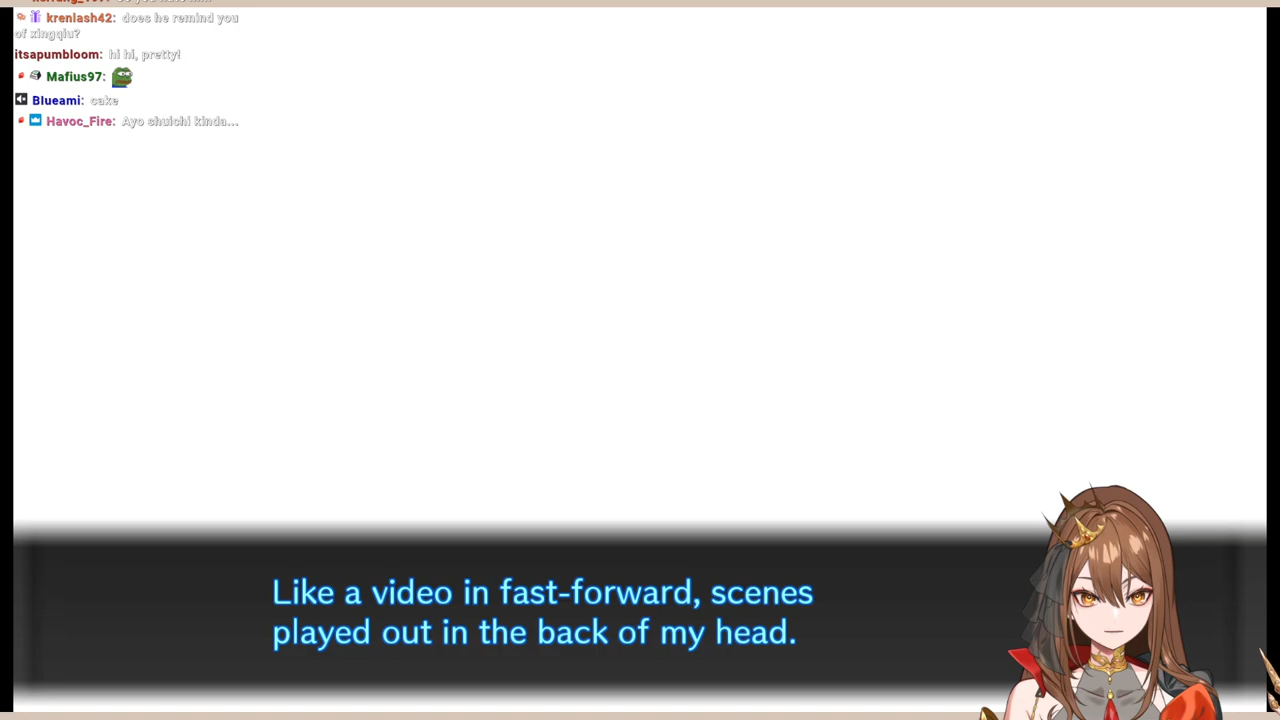 krenlash42: does he remind you
of xingqiu?
itsapumbloom: hi hi, pretty!
Mafius97:
Blueami: cake
Havoc_Fire: Ayo shuichi kinda...
Like a video in fast-forward, scenes
played out in the back of my head.